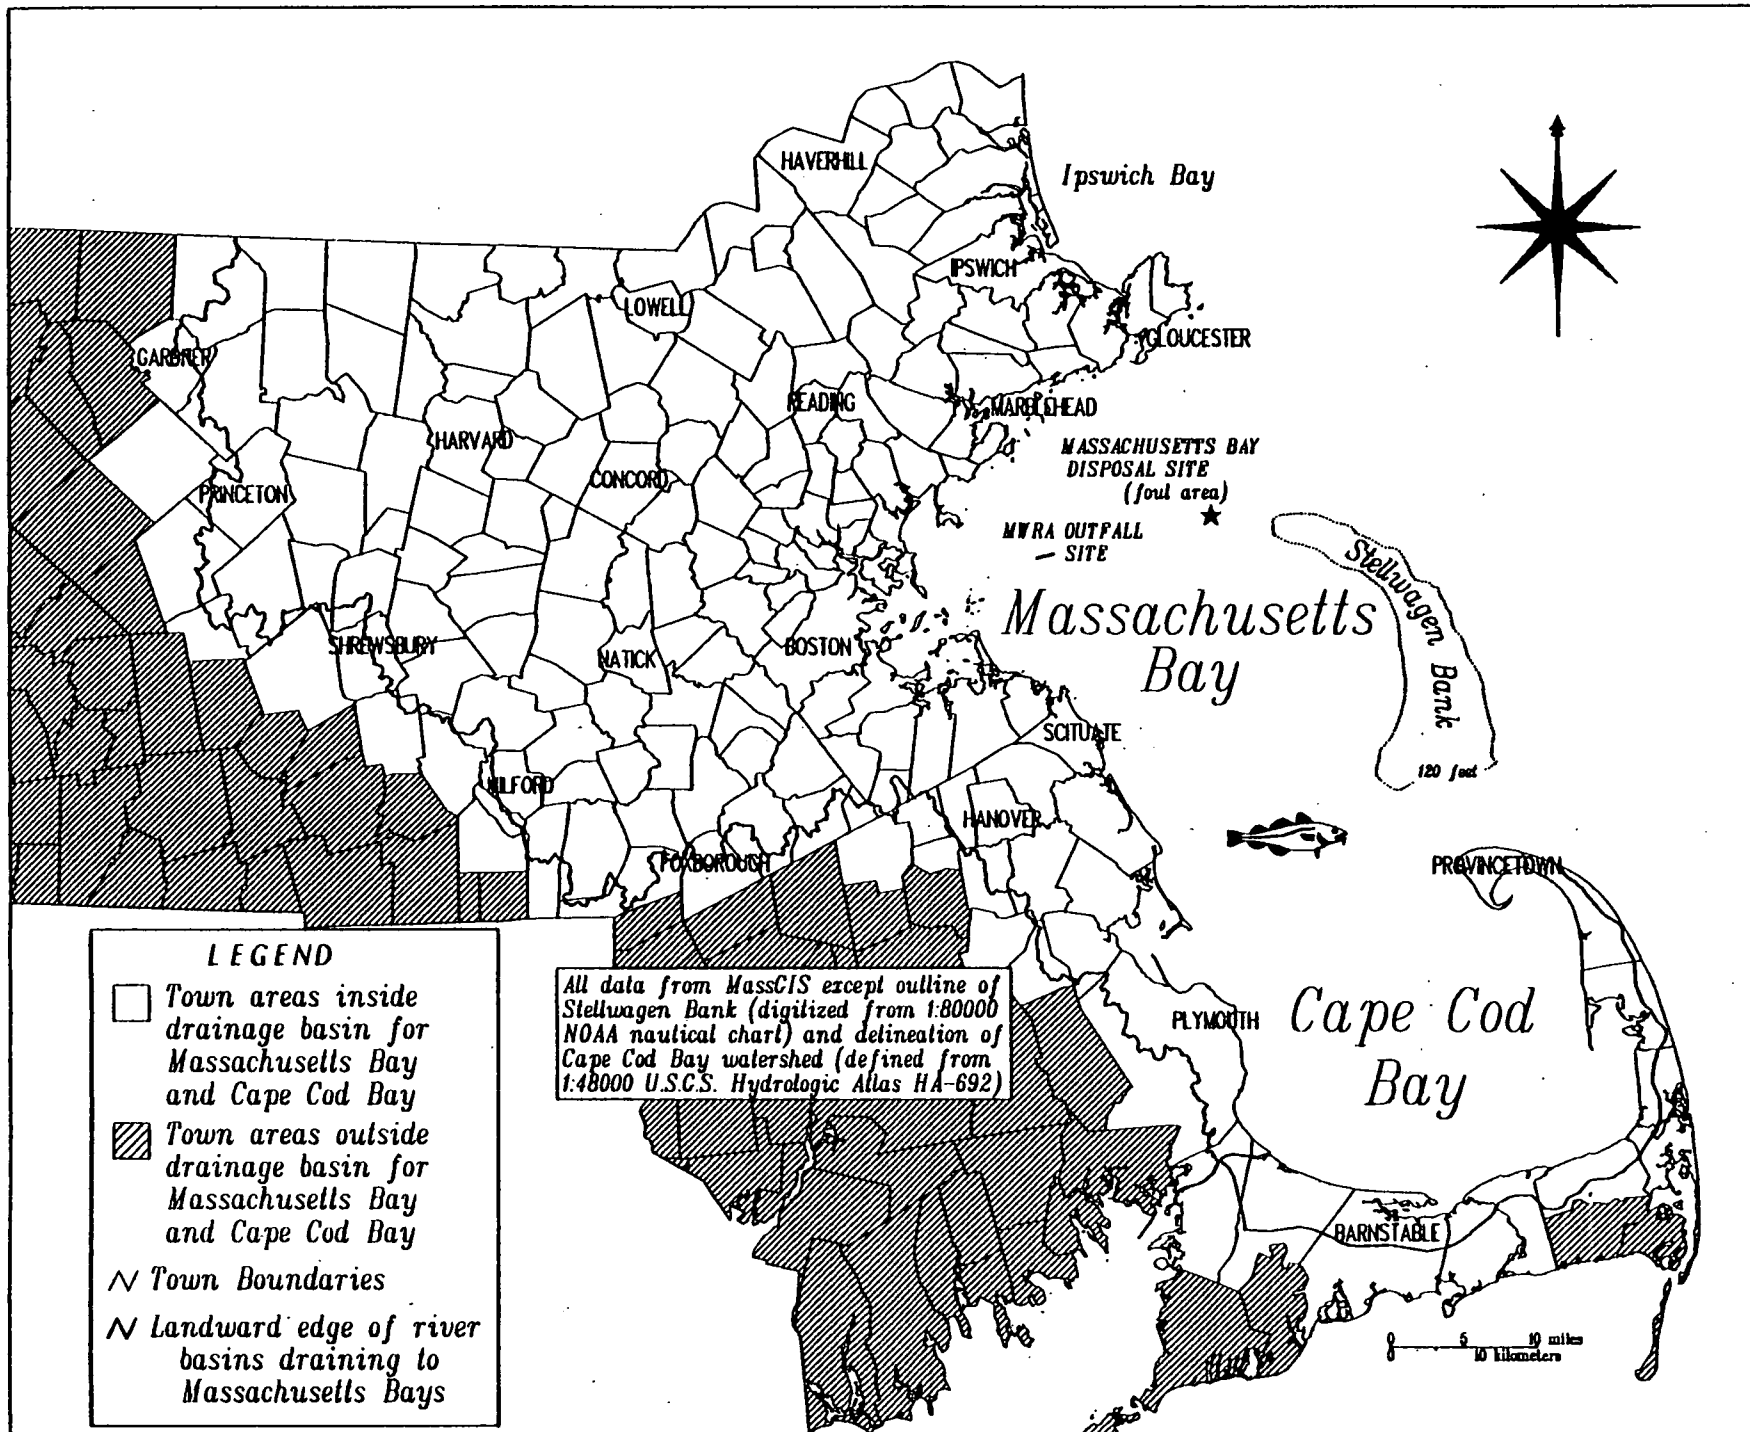 HAVERHILL
Ipswich Bay
IPSWICH
LOWELL
GLOUCESTER
GARDNER
READING
MARBLEHEAD
HARVARD
MASSACHUSETTS BAY
DISPOSAL SITE
(foul area)
CONCORD
PRINCETON
MWRA OUTFALL
SITE
Stellwagen Bank
Massachusetts
Bay
SHREWSBURY
NATICK
BOSTON
SCITUATE
120 feet
MILFORD
HANOVER
FOXBOROUGH
PROVINCETOWN
LEGEND
Town areas inside
drainage basin for
Massachusetts Bay
and Cape Cod Bay
Town areas outside
drainage basin for
Massachusetts Bay
and Cape Cod Bay
Town Boundaries
Landward edge of river
basins draining to
Massachusetts Bays
All data from MassGIS except outline of
Stellwagen Bank (digitized from 1:80000
NOAA nautical chart) and delineation of
Cape Cod Bay watershed (defined from
1:48000 U.S.G.S. Hydrologic Atlas HA-692)
PLYMOUTH
Cape Cod
Bay
BARNSTABLE
0 5 10 miles
0 10 kilometers